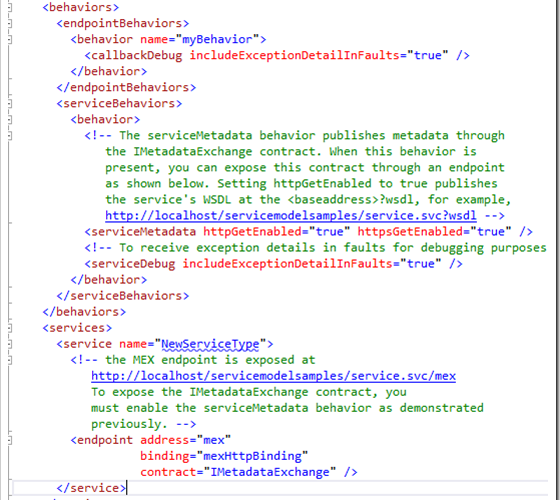 <behaviors>
<endpointBehaviors>
<behavior name="myBehavior">
<callbackDebug includeExceptionDetailInFaults="true" />
</behavior>
</endpointBehaviors>
<serviceBehaviors>
<behavior>
<!-- The serviceMetadata behavior publishes metadata through
the IMetadataExchange contract. When this behavior is
present, you can expose this contract through an endpoint
as shown below. Setting httpGetEnabled to true publishes
the service's WSDL at the <baseaddress>?wsdl, for example,
http://localhost/servicemodelsamples/service.svc?wsdl -->
<serviceMetadata httpGetEnabled="true" httpsGetEnabled="true" />
<!-- To receive exception details in faults for debugging purposes
<serviceDebug includeExceptionDetailInFaults="true" />
</behavior>
</serviceBehaviors>
</behaviors>
<services>
<service name="NewServiceType">
<!-- the MEX endpoint is exposed at
http://localhost/servicemodelsamples/service.svc/mex
To expose the IMetadataExchange contract, you
must enable the serviceMetadata behavior as demonstrated
previously. -->
<endpoint address="mex"
binding="mexHttpBinding"
contract="IMetadataExchange" />
</service>